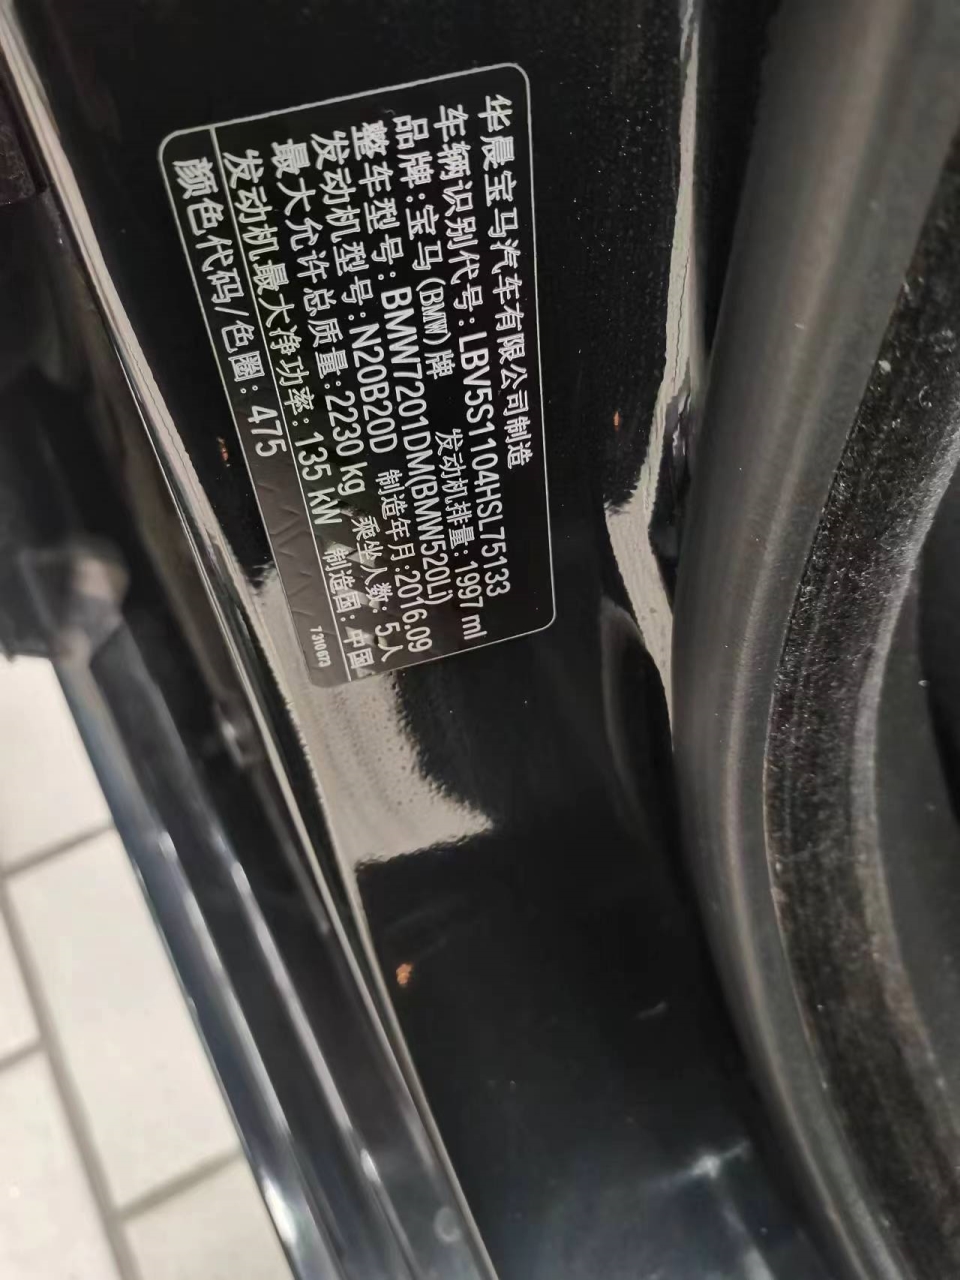 华晨宝马汽车有限公司制造
车辆识别代号: LBV5S1104HSL75133
品牌: 宝马(BMW)牌 发动机排量: 1997 ml
整车型号: BMW7201DM(BMW520Li)
发动机型号: N20B20D 制造年月: 2016.09
最大允许总质量: 2230 kg 乘坐人数: 5人
发动机最大净功率: 135 kW 制造国: 中国
颜色代码/色圈: 475 7 310 673